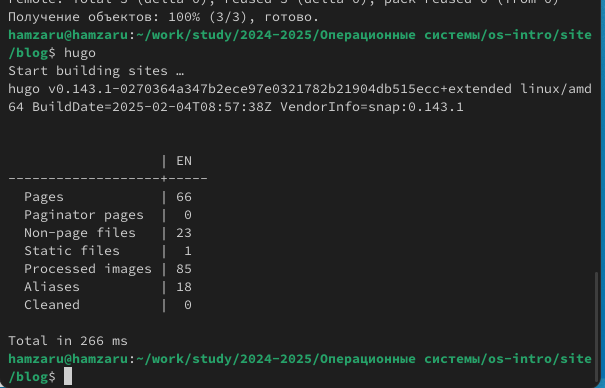 remote: Total 3 (delta 0), reused 3 (delta 0), pack-reused 0 (from 0)
Получение объектов: 100% (3/3), готово.
hamzaru@hamzaru:~/work/study/2024-2025/Операционные системы/os-intro/site
/blog$ hugo
Start building sites …
hugo v0.143.1-0270364a347b2ece97e0321782b21904db515ecc+extended linux/amd
64 BuildDate=2025-02-04T08:57:38Z VendorInfo=snap:0.143.1
| EN
-------------------+-----
Pages | 66
Paginator pages | 0
Non-page files | 23
Static files | 1
Processed images | 85
Aliases | 18
Cleaned | 0
Total in 266 ms
hamzaru@hamzaru:~/work/study/2024-2025/Операционные системы/os-intro/site
/blog$